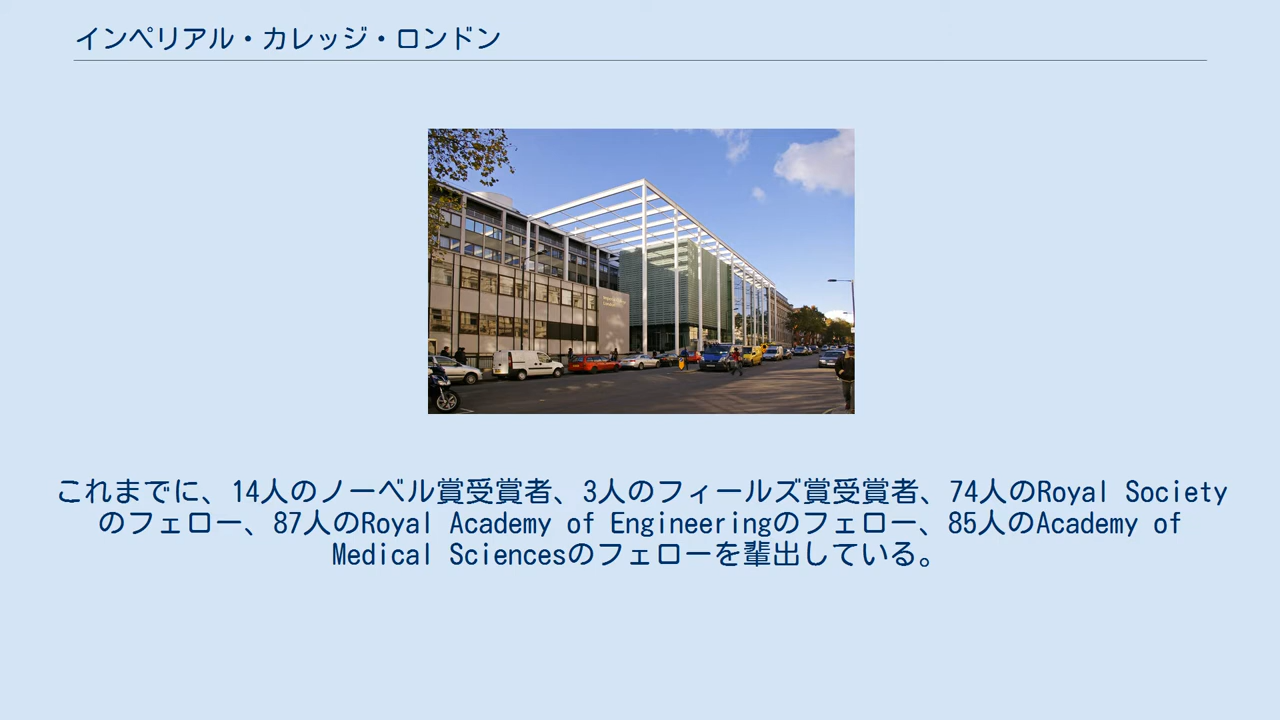 インペリアル・カレッジ・ロンドン
これまでに、14人のノーベル賞受賞者、3人のフィールズ賞受賞者、74人のRoyal Society
のフェロー、87人のRoyal Academy of Engineeringのフェロー、85人のAcademy of
Medical Sciencesのフェローを輩出している。